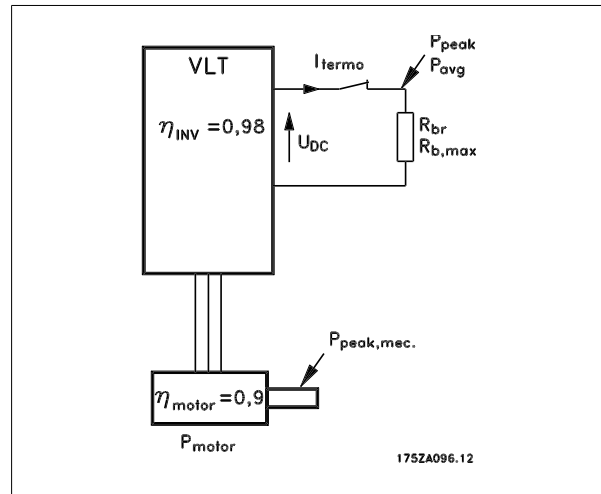 P_peak
I_termo
P_avg
VLT
η_INV = 0,98
U_DC
R_br
R_b,max
P_peak,mec.
η_motor = 0,9
P_motor
175ZA096.12